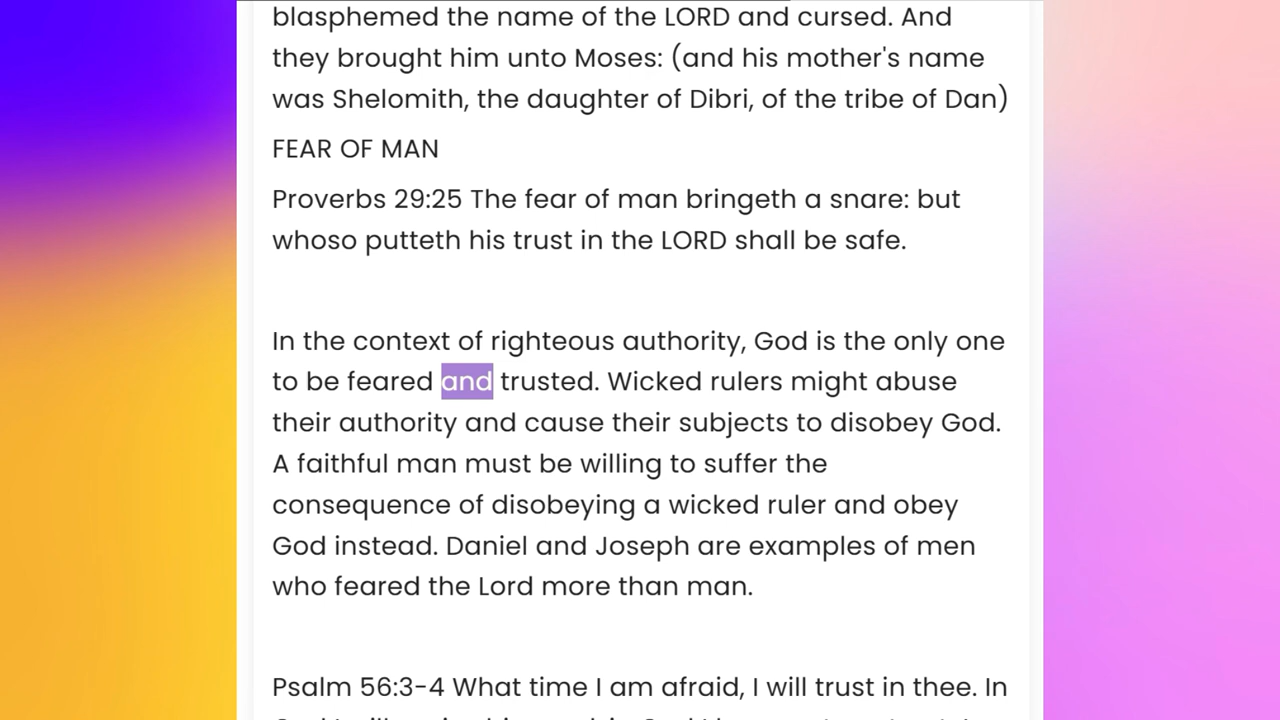 blasphemed the name of the LORD and cursed. And
they brought him unto Moses: (and his mother's name
was Shelomith, the daughter of Dibri, of the tribe of Dan)
FEAR OF MAN
Proverbs 29:25 The fear of man bringeth a snare: but
whoso putteth his trust in the LORD shall be safe.
In the context of righteous authority, God is the only one
to be feared and trusted. Wicked rulers might abuse
their authority and cause their subjects to disobey God.
A faithful man must be willing to suffer the
consequence of disobeying a wicked ruler and obey
God instead. Daniel and Joseph are examples of men
who feared the Lord more than man.
Psalm 56:3-4 What time I am afraid, I will trust in thee. In